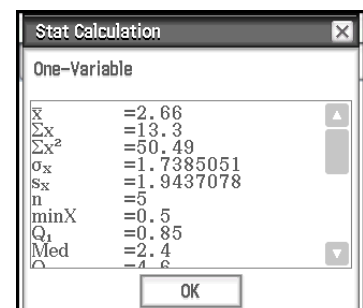 Stat Calculation
One-Variable
x̄ =2.66
Σx =13.3
Σx² =50.49
σx =1.7385051
sx =1.9437078
n =5
minX =0.5
Q₁ =0.85
Med =2.4
OK